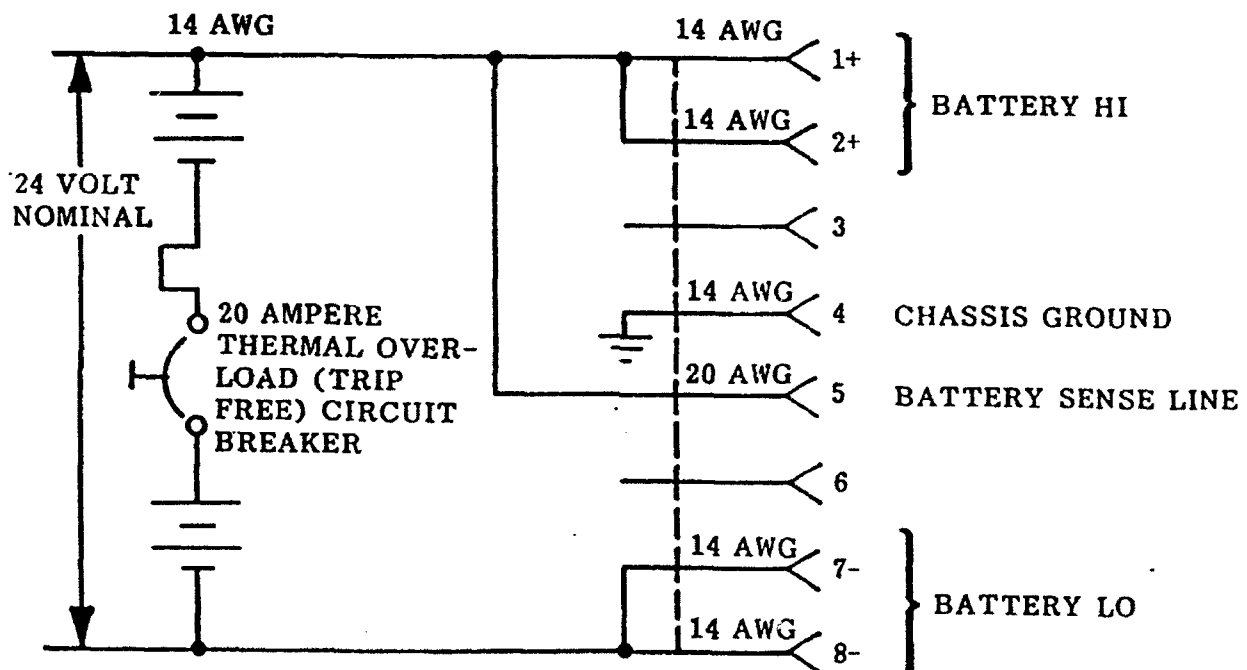 14 AWG
14 AWG
1+
BATTERY HI
14 AWG
2+
24 VOLT
NOMINAL
3
20 AMPERE
THERMAL OVER-
LOAD (TRIP
FREE) CIRCUIT
BREAKER
14 AWG
4
CHASSIS GROUND
20 AWG
5
BATTERY SENSE LINE
6
14 AWG
7-
BATTERY LO
14 AWG
8-